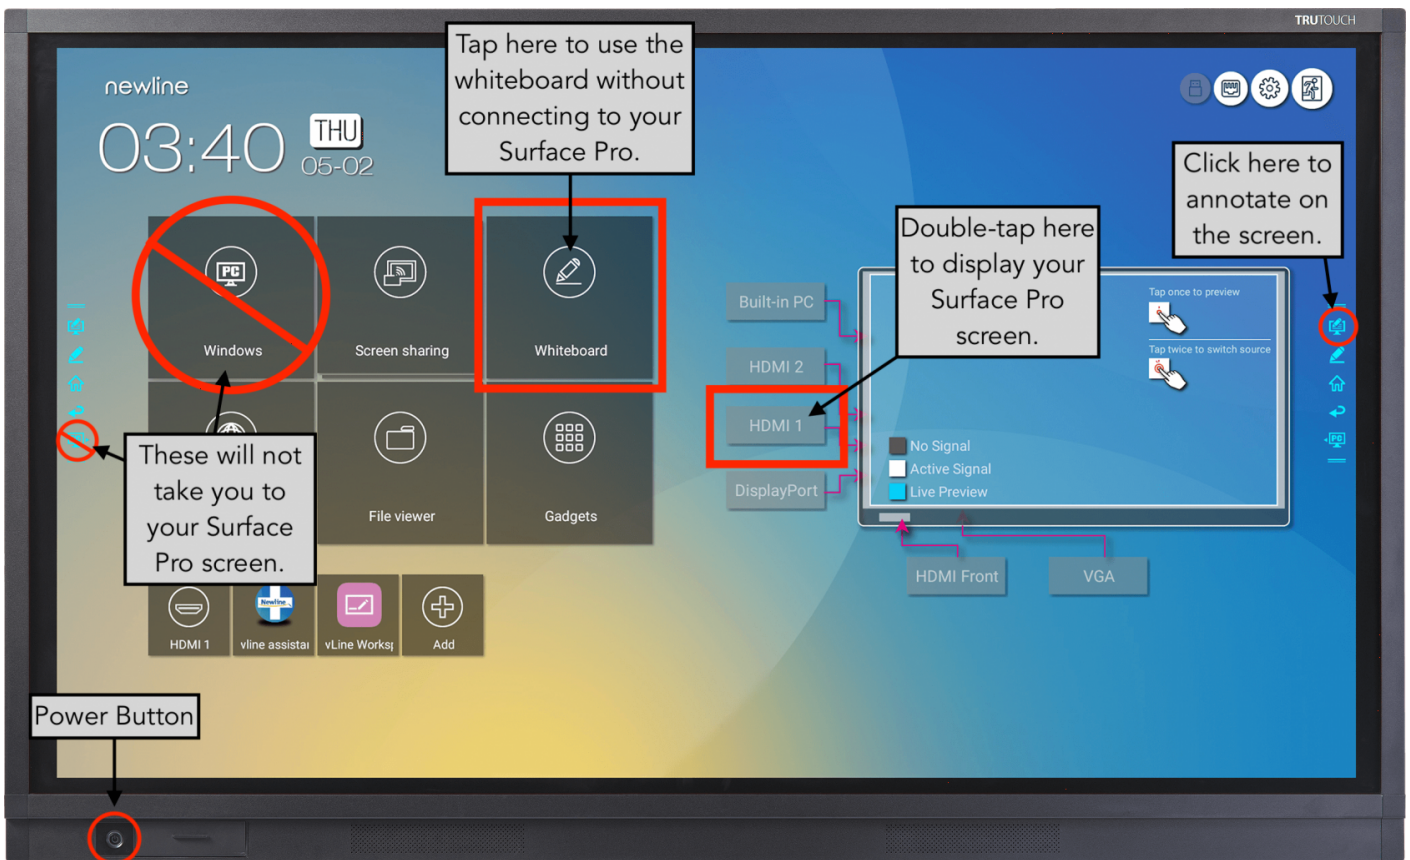 TRUTOUCH
newline
03:40
THU
05-02
Tap here to use the
whiteboard without
connecting to your
Surface Pro.
Click here to
annotate on
the screen.
Double-tap here
to display your
Surface Pro
screen.
PC
Windows
Screen sharing
Whiteboard
Built-in PC
HDMI 2
HDMI 1
DisplayPort
Tap once to preview
Tap twice to switch source
No Signal
Active Signal
Live Preview
PC
These will not
take you to
your Surface
Pro screen.
File viewer
Gadgets
HDMI Front
VGA
HDMI 1
Newline
vline assistar
vLine Worksp
Add
Power Button